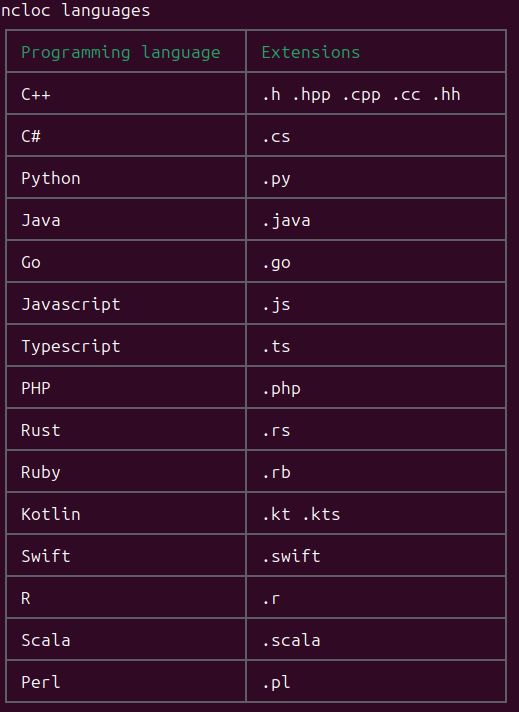 ncloc languages
Programming language Extensions
C++ .h .hpp .cpp .cc .hh
C# .cs
Python .py
Java .java
Go .go
Javascript .js
Typescript .ts
PHP .php
Rust .rs
Ruby .rb
Kotlin .kt .kts
Swift .swift
R .r
Scala .scala
Perl .pl